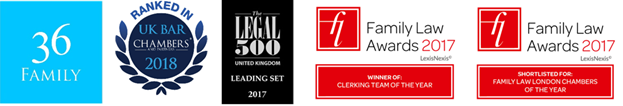 36
FAMILY
RANKED IN
UK BAR
CHAMBERS
2018
THE
LEGAL
500
UNITED KINGDOM
LEADING SET
2017
fl
Family Law
Awards 2017
LexisNexis®
WINNER OF:
CLERKING TEAM OF THE YEAR
fl
Family Law
Awards 2017
LexisNexis®
SHORTLISTED FOR:
FAMILY LAW LONDON CHAMBERS
OF THE YEAR